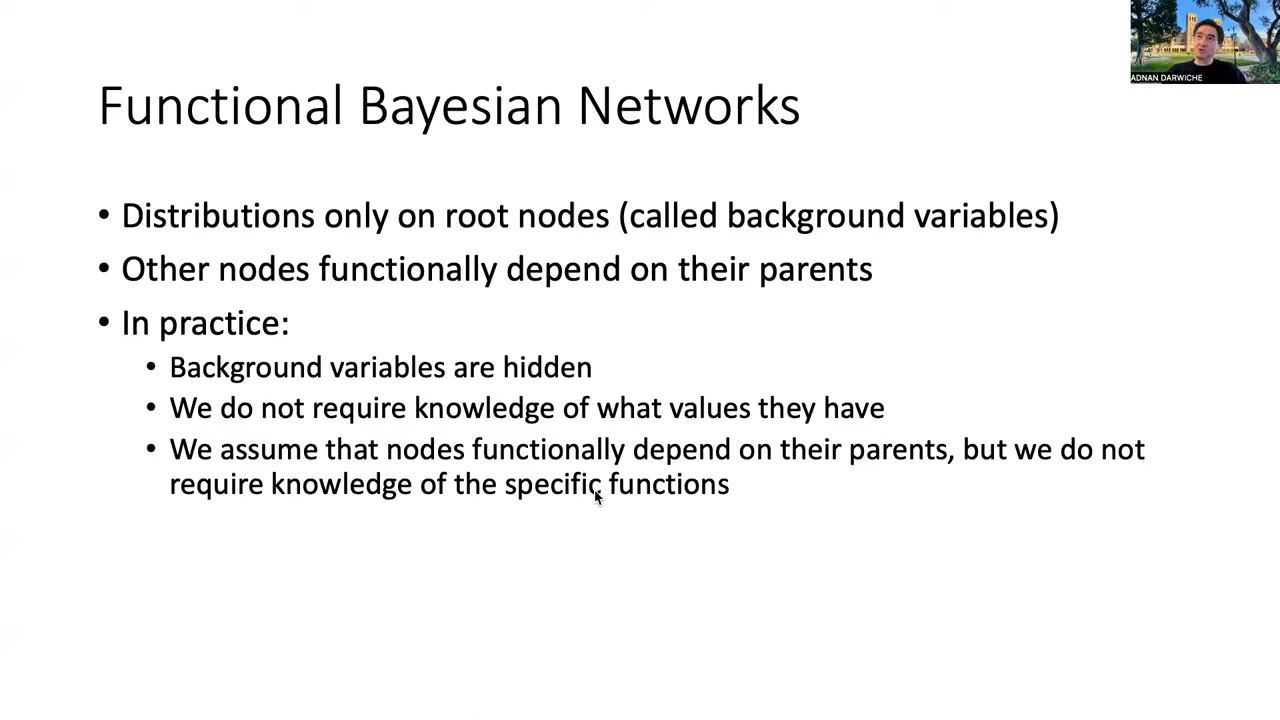 ADNAN DARWICHE
Functional Bayesian Networks
• Distributions only on root nodes (called background variables)
• Other nodes functionally depend on their parents
• In practice:
• Background variables are hidden
• We do not require knowledge of what values they have
• We assume that nodes functionally depend on their parents, but we do not
require knowledge of the specific functions